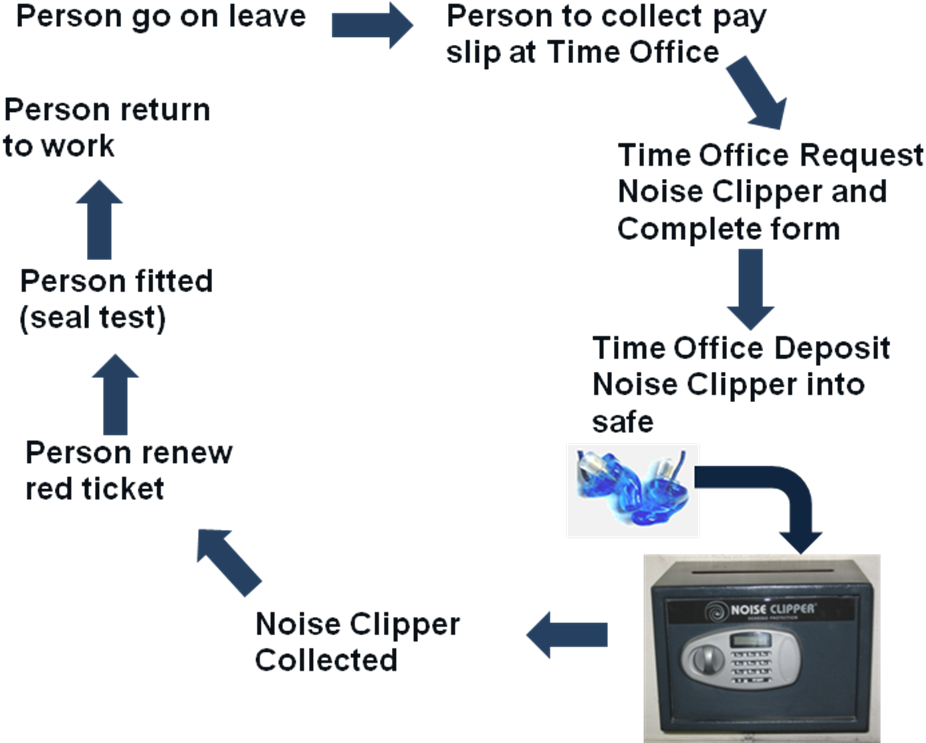 Person go on leave
Person to collect pay
slip at Time Office
Time Office Request
Noise Clipper and
Complete form
Time Office Deposit
Noise Clipper into
safe
NOISE CLIPPER
HEARING PROTECTION
Noise Clipper
Collected
Person renew
red ticket
Person fitted
(seal test)
Person return
to work